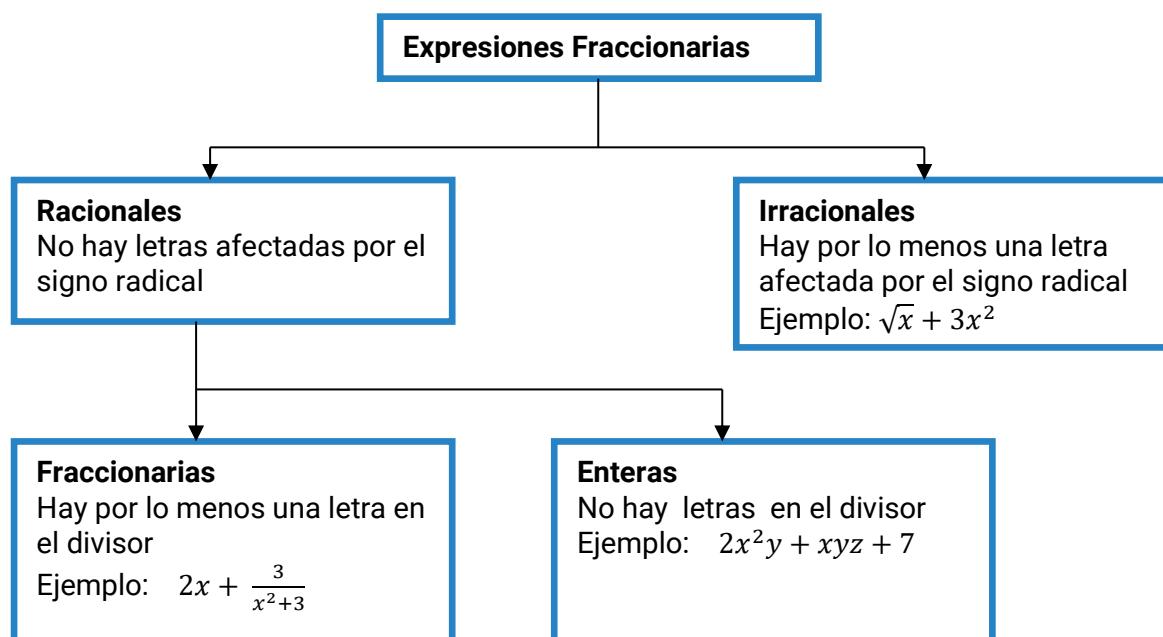 Expresiones Fraccionarias
Racionales
No hay letras afectadas por el
signo radical
Irracionales
Hay por lo menos una letra
afectada por el signo radical
Ejemplo: √x + 3x²
Fraccionarias
Hay por lo menos una letra en
el divisor
Ejemplo: 2x + 3/(x²+3)
Enteras
No hay letras en el divisor
Ejemplo: 2x²y + xyz + 7